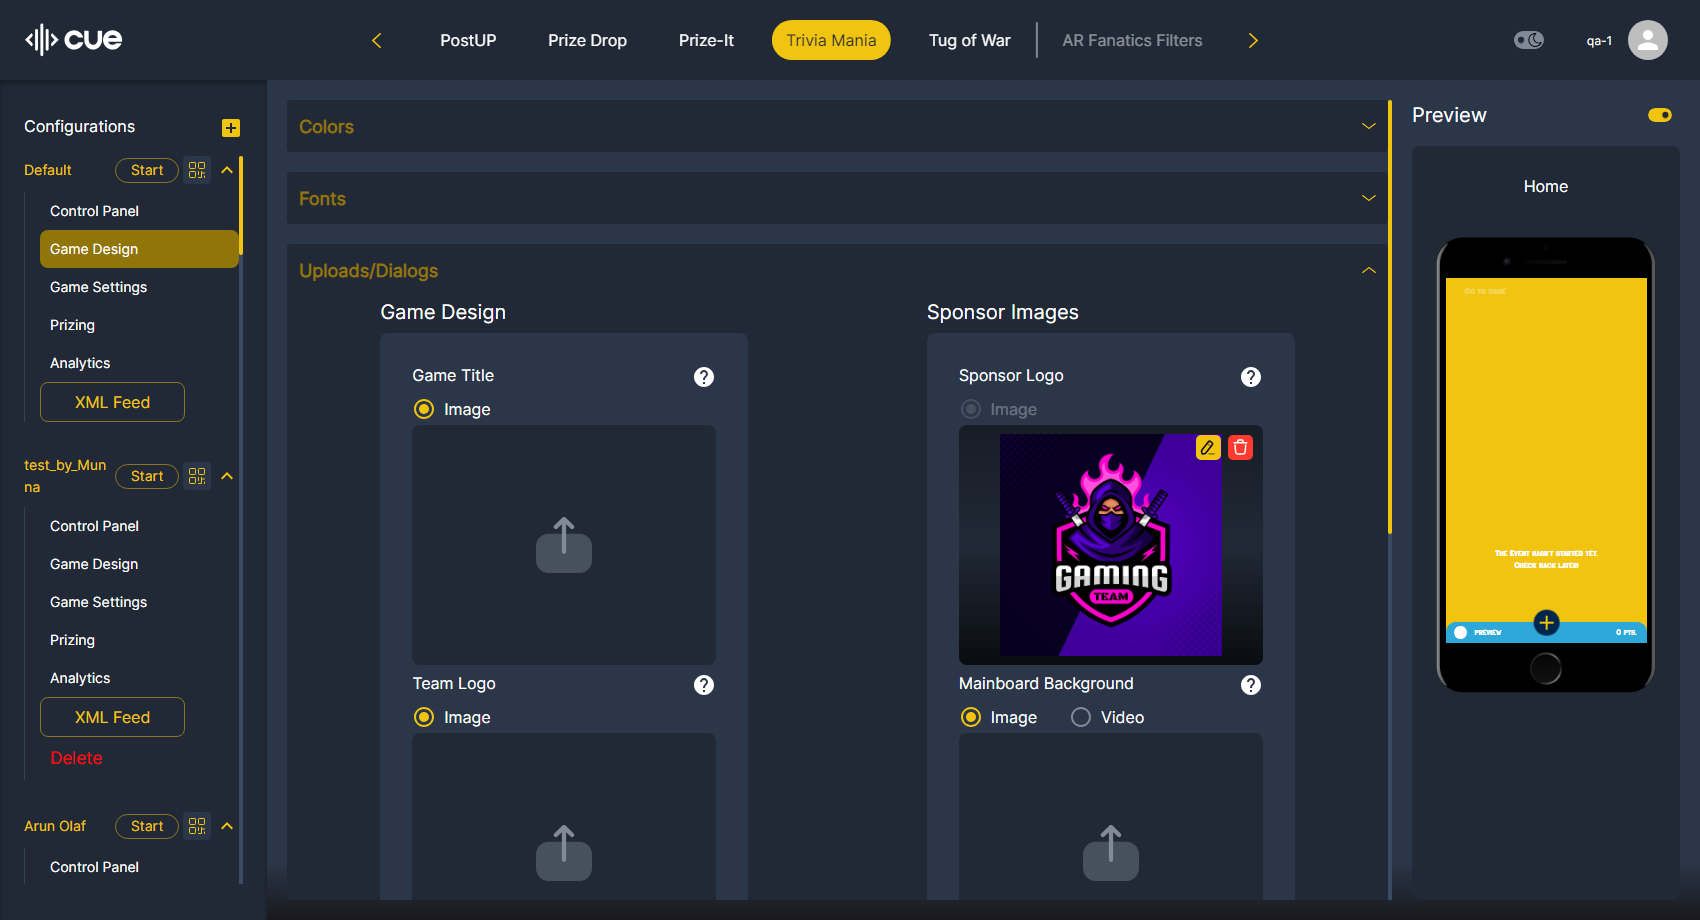 cue
PostUP
Prize Drop
Prize-It
Trivia Mania
Tug of War
AR Fanatics Filters
qa-1
Configurations
Default
Start
Control Panel
Game Design
Game Settings
Prizing
Analytics
XML Feed
test_by_Mun
na
Start
Control Panel
Game Design
Game Settings
Prizing
Analytics
XML Feed
Delete
Arun Olaf
Start
Control Panel
Colors
Fonts
Uploads/Dialogs
Game Design
Game Title
Image
Team Logo
Image
Sponsor Images
Sponsor Logo
Image
GAMING
TEAM
Mainboard Background
Image
Video
Preview
Home
Go to game
The Event hasn't started yet.
Check back later!
PREVIEW
0 PTS.